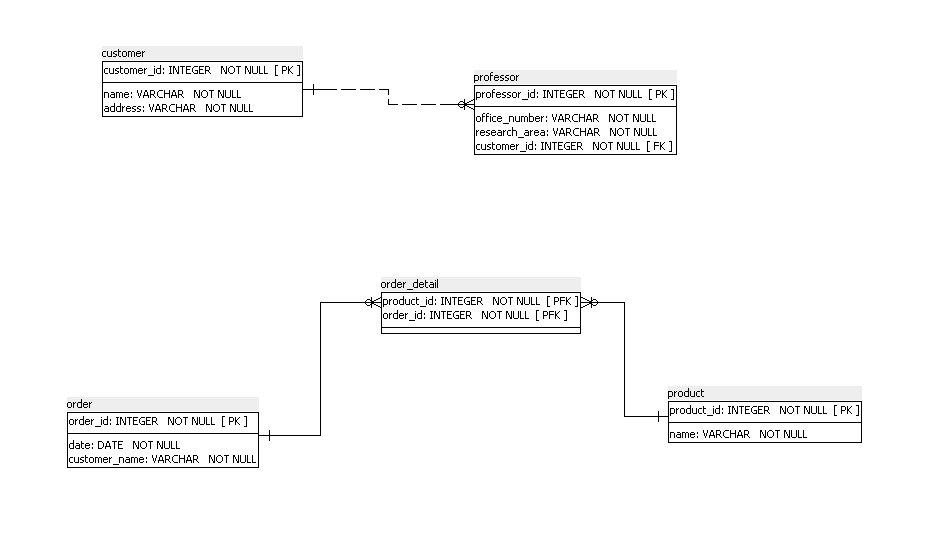 customer
customer_id: INTEGER NOT NULL [ PK ]
name: VARCHAR NOT NULL
address: VARCHAR NOT NULL
professor
professor_id: INTEGER NOT NULL [ PK ]
office_number: VARCHAR NOT NULL
research_area: VARCHAR NOT NULL
customer_id: INTEGER NOT NULL [ FK ]
order_detail
product_id: INTEGER NOT NULL [ PFK ]
order_id: INTEGER NOT NULL [ PFK ]
order
order_id: INTEGER NOT NULL [ PK ]
date: DATE NOT NULL
customer_name: VARCHAR NOT NULL
product
product_id: INTEGER NOT NULL [ PK ]
name: VARCHAR NOT NULL